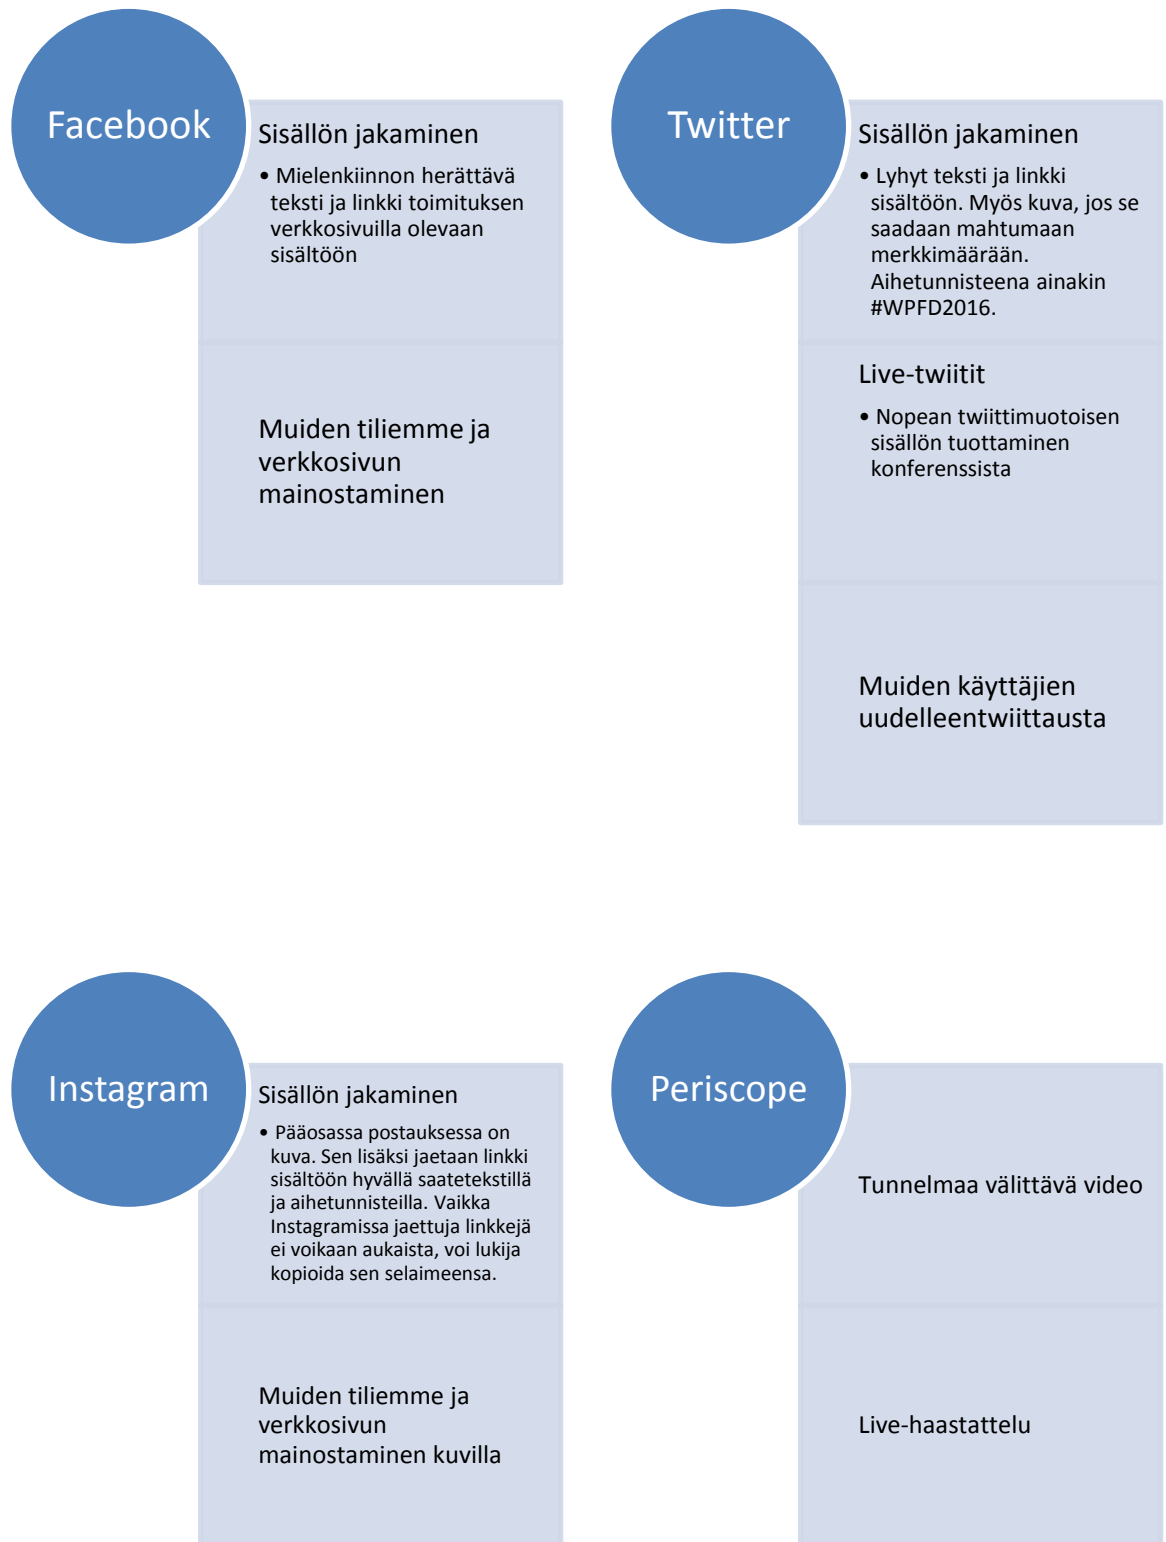 Facebook
Sisällön jakaminen
• Mielenkiinnon herättävä
teksti ja linkki toimituksen
verkkosivuilla olevaan
sisältöön
Muiden tiliemme ja
verkkosivun
mainostaminen
Twitter
Sisällön jakaminen
• Lyhyt teksti ja linkki
sisältöön. Myös kuva, jos se
saadaan mahtumaan
merkkimäärään.
Aihetunnisteena ainakin
#WPFD2016.
Live-twiitit
• Nopean twiittimuotoisen
sisällön tuottaminen
konferenssista
Muiden käyttäjien
uudelleentwiittausta
Instagram
Sisällön jakaminen
• Pääosassa postauksessa on
kuva. Sen lisäksi jaetaan linkki
sisältöön hyvällä saatetekstillä
ja aihetunnisteilla. Vaikka
Instagramissa jaettuja linkkejä
ei voikaan aukaista, voi lukija
kopioida sen selaimeensa.
Muiden tiliemme ja
verkkosivun
mainostaminen kuvilla
Periscope
Tunnelmaa välittävä video
Live-haastattelu